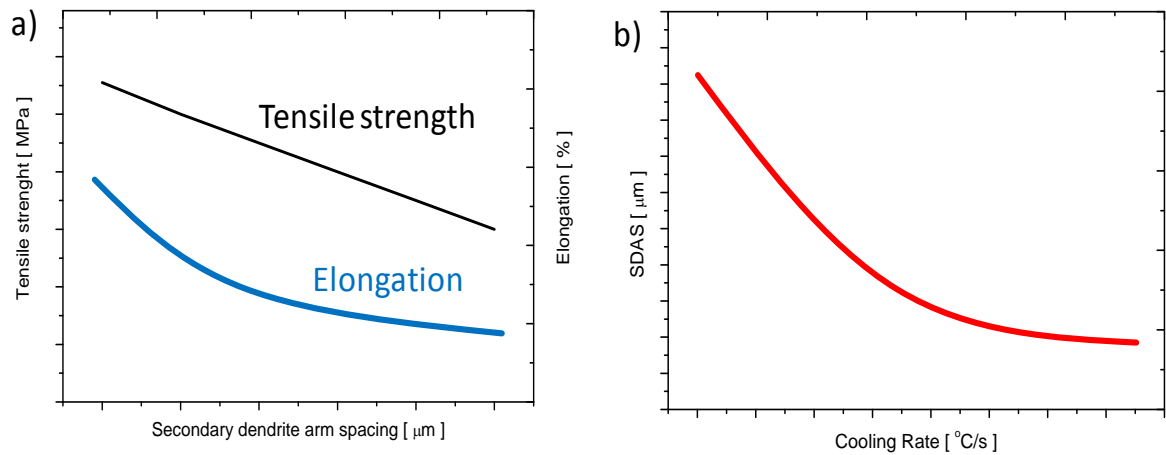 a)
Tensile strenght [ MPa]
Tensile strength
Elongation
Elongation [ % ]
Secondary dendrite arm spacing [ μm ]
b)
SDAS [ μm ]
Cooling Rate [ °C/s ]